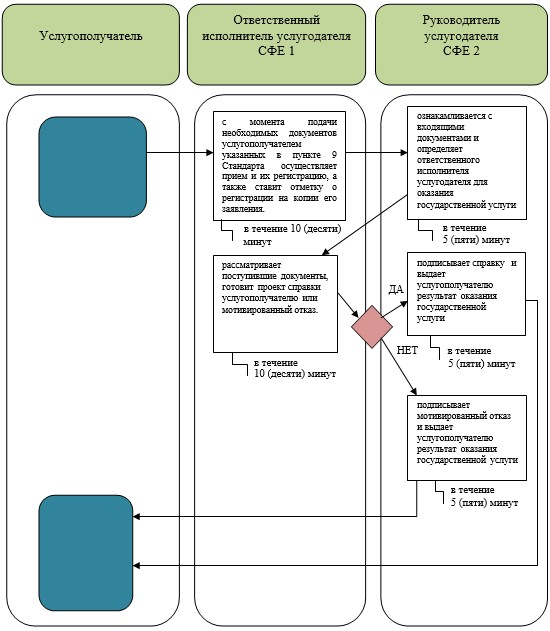 Услугополучатель
Ответственный
исполнитель услугодателя
СФЕ 1
Руководитель
услугодателя
СФЕ 2
с момента подачи
необходимых документов
услугополучателем
указанных в пункте 9
Стандарта осуществляет
прием и их регистрацию, а
также ставит отметку о
регистрации на копии его
заявления.
в течение 10 (десяти)
минут
ознакамливается с
входящими
документами и
определяет
ответственного
исполнителя
услугодателя для
оказания
государственной услуги
в течение
5 (пяти) минут
рассматривает
поступившие документы,
готовит проект справки
услугополучателю или
мотивированный отказ.
в течение
10 (десяти) минут
ДА
НЕТ
подписывает справку и
выдает
услугополучателю
результат оказания
государственной
услуги
в течение
5 (пяти) минут
подписывает
мотивированный отказ
и выдает
услугополучателю
результат оказания
государственной услуги
в течение
5 (пяти) минут